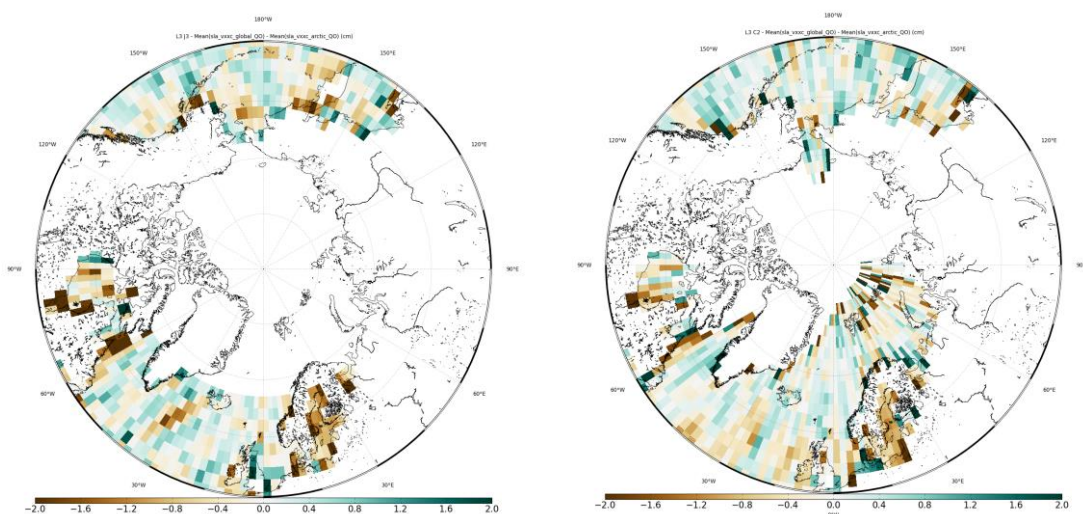 180°W
L3 J3 - Mean(sla_vxxc_global_QO) - Mean(sla_vxxc_arctic_QO) (cm)
150°W
150°E
120°W
120°E
90°W
90°E
60°W
60°E
30°W
30°E
−2.0 −1.6 −1.2 −0.8 −0.4 0.0 0.4 0.8 1.2 1.6 2.0
180°W
L3 C2 - Mean(sla_vxxc_global_QO) - Mean(sla_vxxc_arctic_QO) (cm)
150°W
150°E
120°W
120°E
90°W
90
60°W
60°E
30°W
30°E
−2.0 −1.6 −1.2 −0.8 −0.4 0.0 0.4 0.8 1.2 1.6 2.0